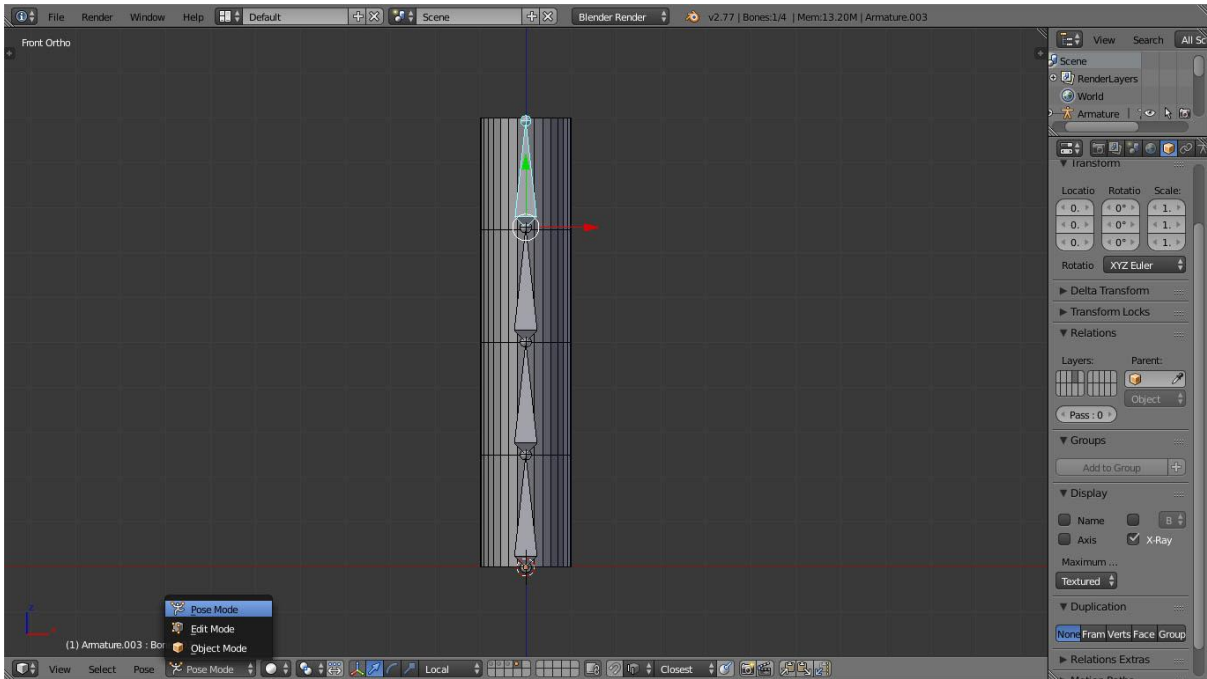 File Render Window Help Default Scene Blender Render v2.77 | Bones:1/4 | Mem:13.20M | Armature.003
Front Ortho
View Search All Sc
Scene
RenderLayers
World
Armature
Transform
Locatio Rotatio Scale:
0. 0° 1.
0. 0° 1.
0. 0° 1.
Rotatio XYZ Euler
Delta Transform
Transform Locks
Relations
Layers: Parent:
Object
Pass : 0
Groups
Add to Group
Display
Name B
Axis X-Ray
Maximum ...
Textured
Duplication
None Fram Verts Face Group
Relations Extras
Pose Mode
Edit Mode
Object Mode
(1) Armature.003 : Bo
View Select Pose Pose Mode Local Closest